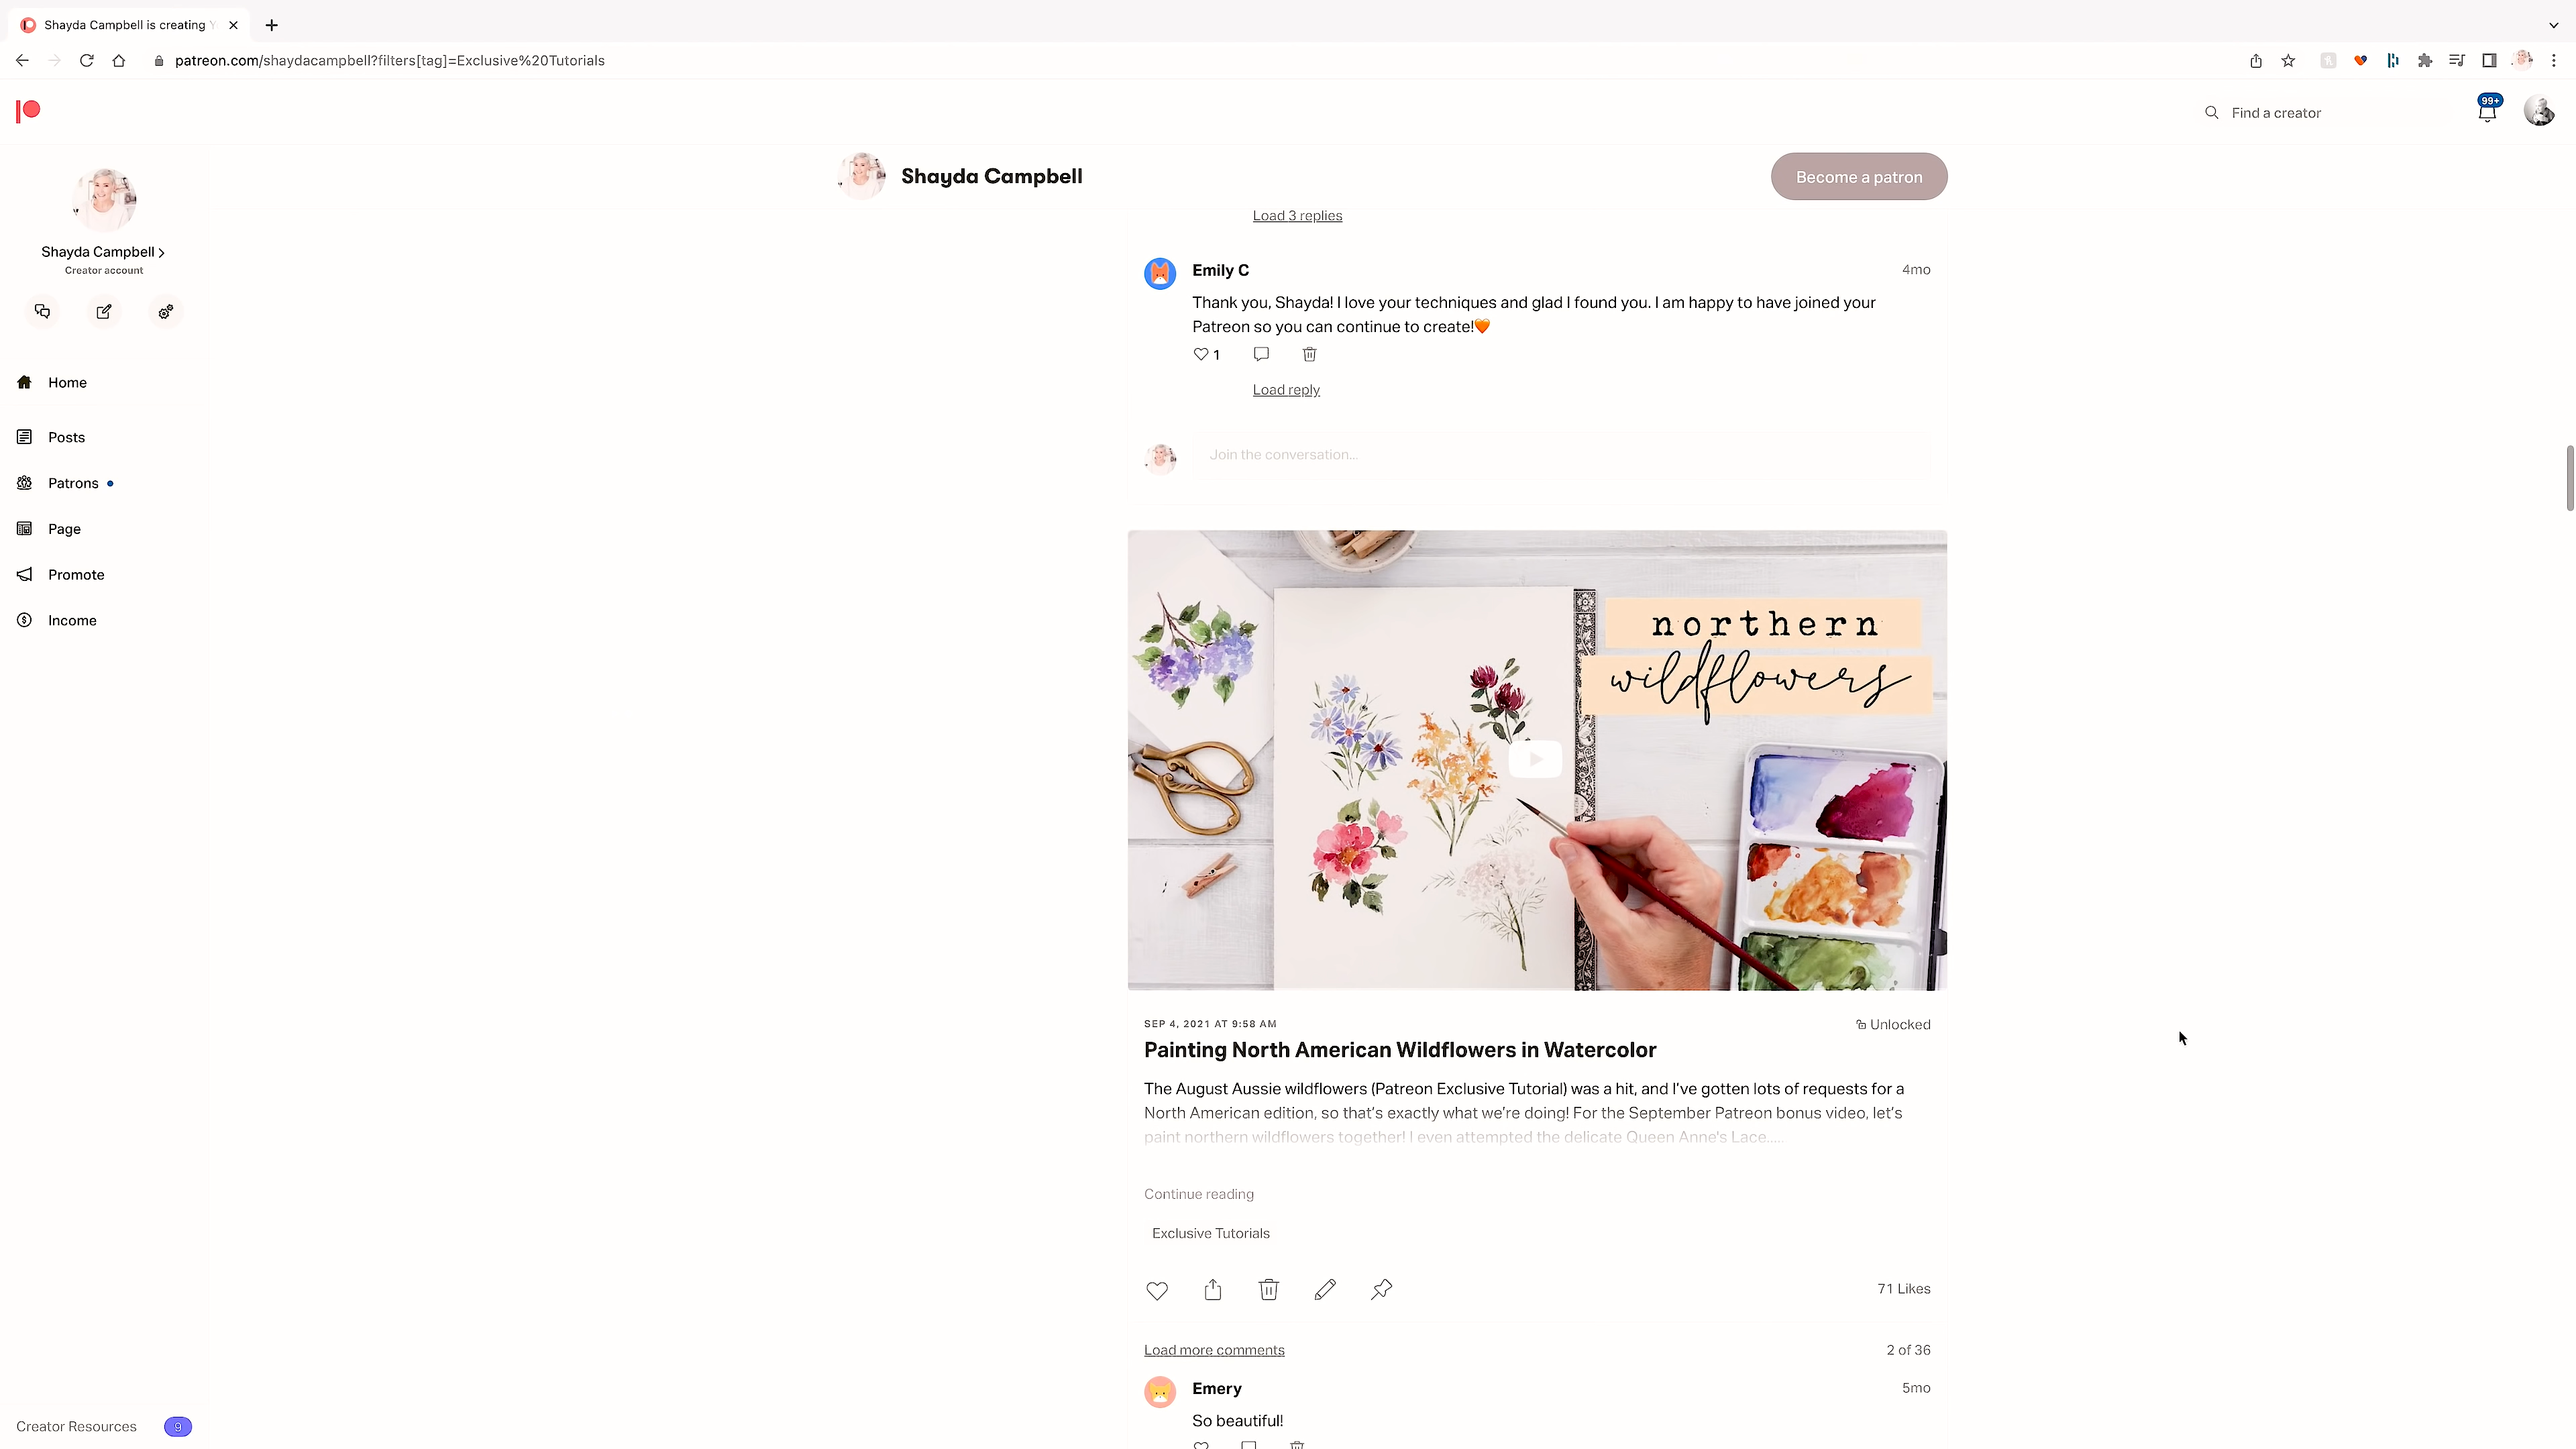 Shayda Campbell is creating Y
patreon.com/shaydacampbell?filters[tag]=Exclusive%20Tutorials
Find a creator
99+
Shayda Campbell
Become a patron
Shayda Campbell
Creator account
Home
Posts
Patrons
Page
Promote
Income
Creator Resources
9
Load 3 replies
Emily C
4mo
Thank you, Shayda! I love your techniques and glad I found you. I am happy to have joined your
Patreon so you can continue to create!🧡
1
Load reply
Join the conversation...
northern
wildflowers
SEP 4, 2021 AT 9:58 AM
Unlocked
Painting North American Wildflowers in Watercolor
The August Aussie wildflowers (Patreon Exclusive Tutorial) was a hit, and I've gotten lots of requests for a
North American edition, so that's exactly what we're doing! For the September Patreon bonus video, let's
paint northern wildflowers together! I even attempted the delicate Queen Anne's Lace.....
Continue reading
Exclusive Tutorials
71 Likes
Load more comments
2 of 36
Emery
5mo
So beautiful!